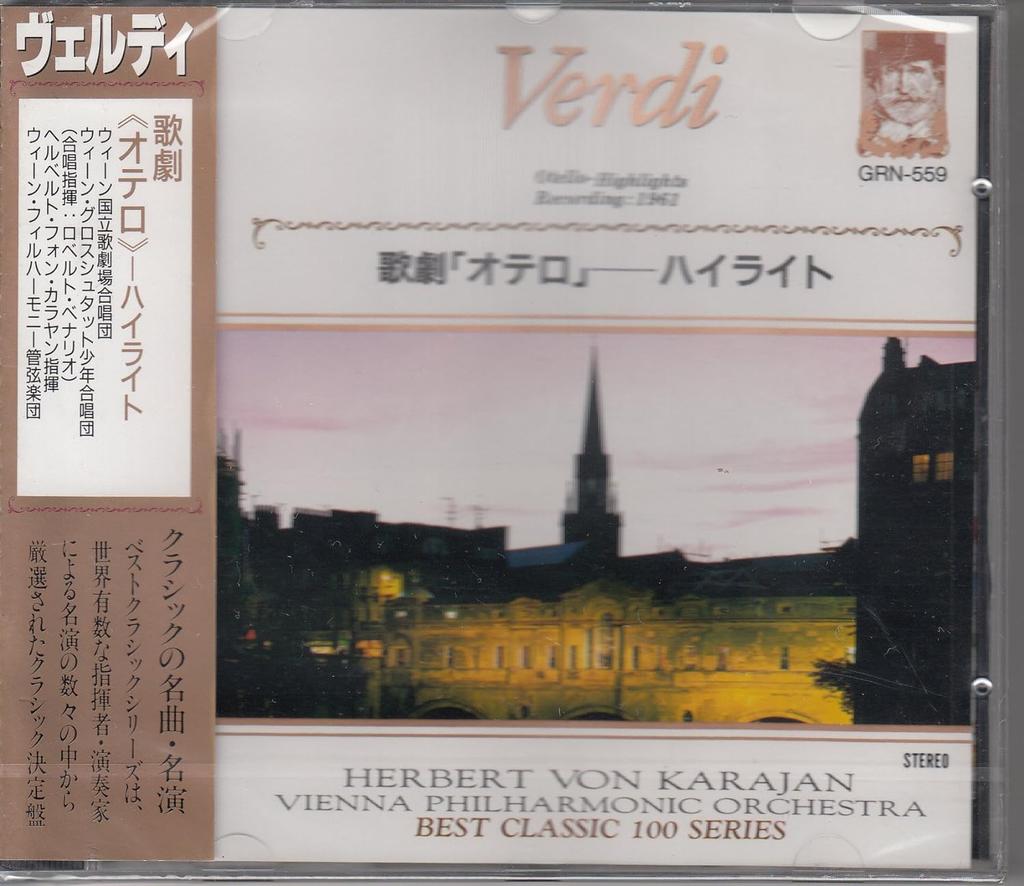 ヴェルディ
歌劇
《オテロ》―ハイライト
ウィーン国立歌劇場合唱団
ウィーン・グロスシュタット少年合唱団
(合唱指揮：ロベルト・ベナリオ)
ヘルベルト・フォン・カラヤン指揮
ウィーン・フィルハーモニー管弦楽団
クラシックの名曲・名演
ベストクラシックシリーズは、
世界有数な指揮者・演奏家
による名演の数々の中から
厳選されたクラシック決定盤
Verdi
GRN-559
Otello-Highlights
Recording:1961
歌劇「オテロ」――ハイライト
STEREO
HERBERT VON KARAJAN
VIENNA PHILHARMONIC ORCHESTRA
BEST CLASSIC 100 SERIES